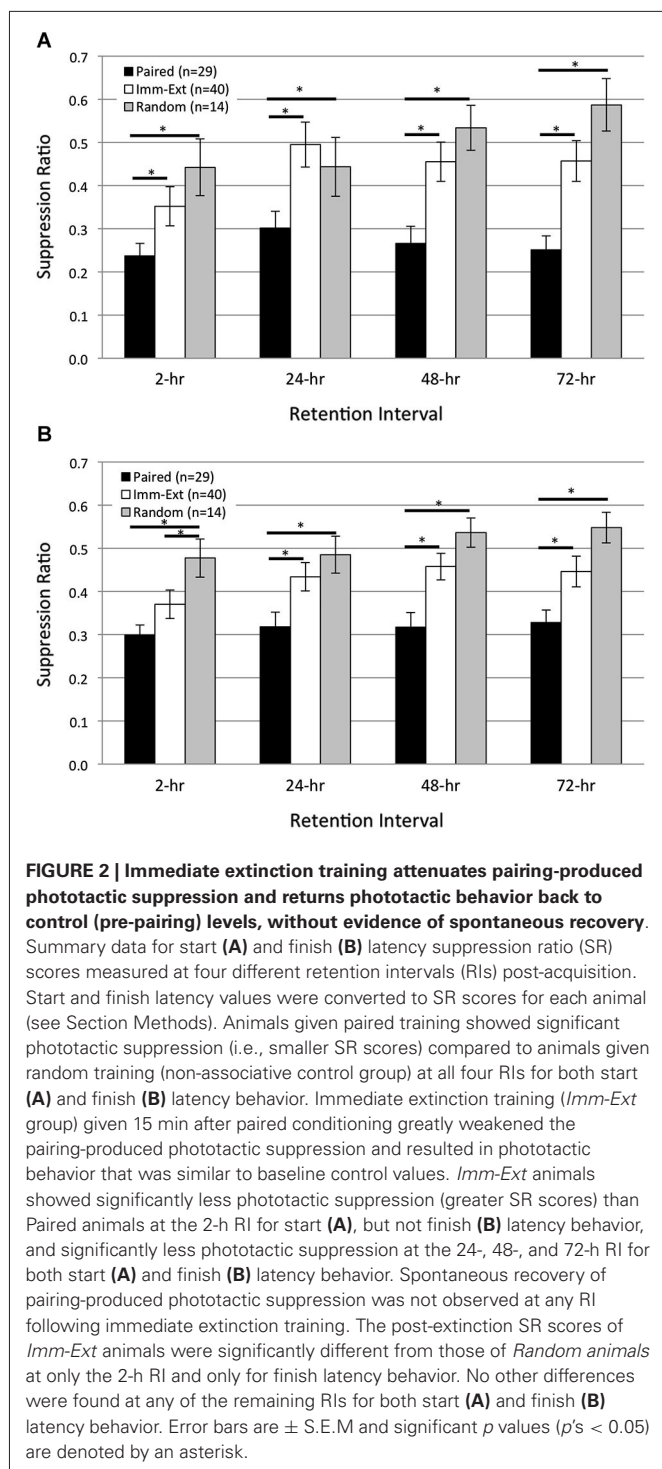 A
0.7
Paired (n=29)
Imm-Ext (n=40)
Random (n=14)
0.6
0.5
0.4
0.3
0.2
0.1
0.0
Suppression Ratio
* * * * * * * *
2-hr 24-hr 48-hr 72-hr
Retention Interval
B
0.7
Paired (n=29)
Imm-Ext (n=40)
Random (n=14)
0.6
0.5
0.4
0.3
0.2
0.1
0.0
Suppression Ratio
* * * * * * * *
2-hr 24-hr 48-hr 72-hr
Retention Interval
FIGURE 2 | Immediate extinction training attenuates pairing-produced
phototactic suppression and returns phototactic behavior back to
control (pre-pairing) levels, without evidence of spontaneous recovery.
Summary data for start (A) and finish (B) latency suppression ratio (SR)
scores measured at four different retention intervals (RIs) post-acquisition.
Start and finish latency values were converted to SR scores for each animal
(see Section Methods). Animals given paired training showed significant
phototactic suppression (i.e., smaller SR scores) compared to animals given
random training (non-associative control group) at all four RIs for both start
(A) and finish (B) latency behavior. Immediate extinction training (Imm-Ext
group) given 15 min after paired conditioning greatly weakened the
pairing-produced phototactic suppression and resulted in phototactic
behavior that was similar to baseline control values. Imm-Ext animals
showed significantly less phototactic suppression (greater SR scores) than
Paired animals at the 2-h RI for start (A), but not finish (B) latency behavior,
and significantly less phototactic suppression at the 24-, 48-, and 72-h RI for
both start (A) and finish (B) latency behavior. Spontaneous recovery of
pairing-produced phototactic suppression was not observed at any RI
following immediate extinction training. The post-extinction SR scores of
Imm-Ext animals were significantly different from those of Random animals
at only the 2-h RI and only for finish latency behavior. No other differences
were found at any of the remaining RIs for both start (A) and finish (B)
latency behavior. Error bars are ± S.E.M and significant p values (p's < 0.05)
are denoted by an asterisk.